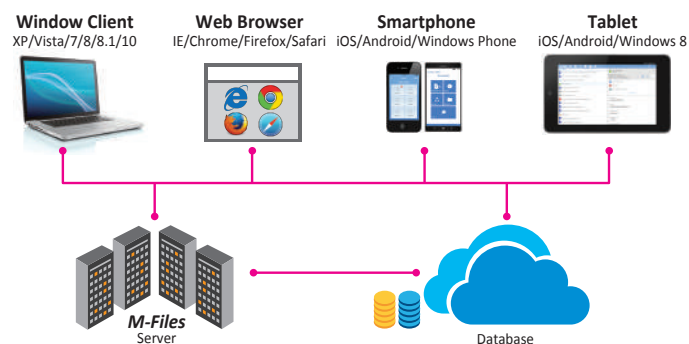 Window Client
XP/Vista/7/8/8.1/10
Web Browser
IE/Chrome/Firefox/Safari
Smartphone
iOS/Android/Windows Phone
Tablet
iOS/Android/Windows 8
M-Files
Server
Database